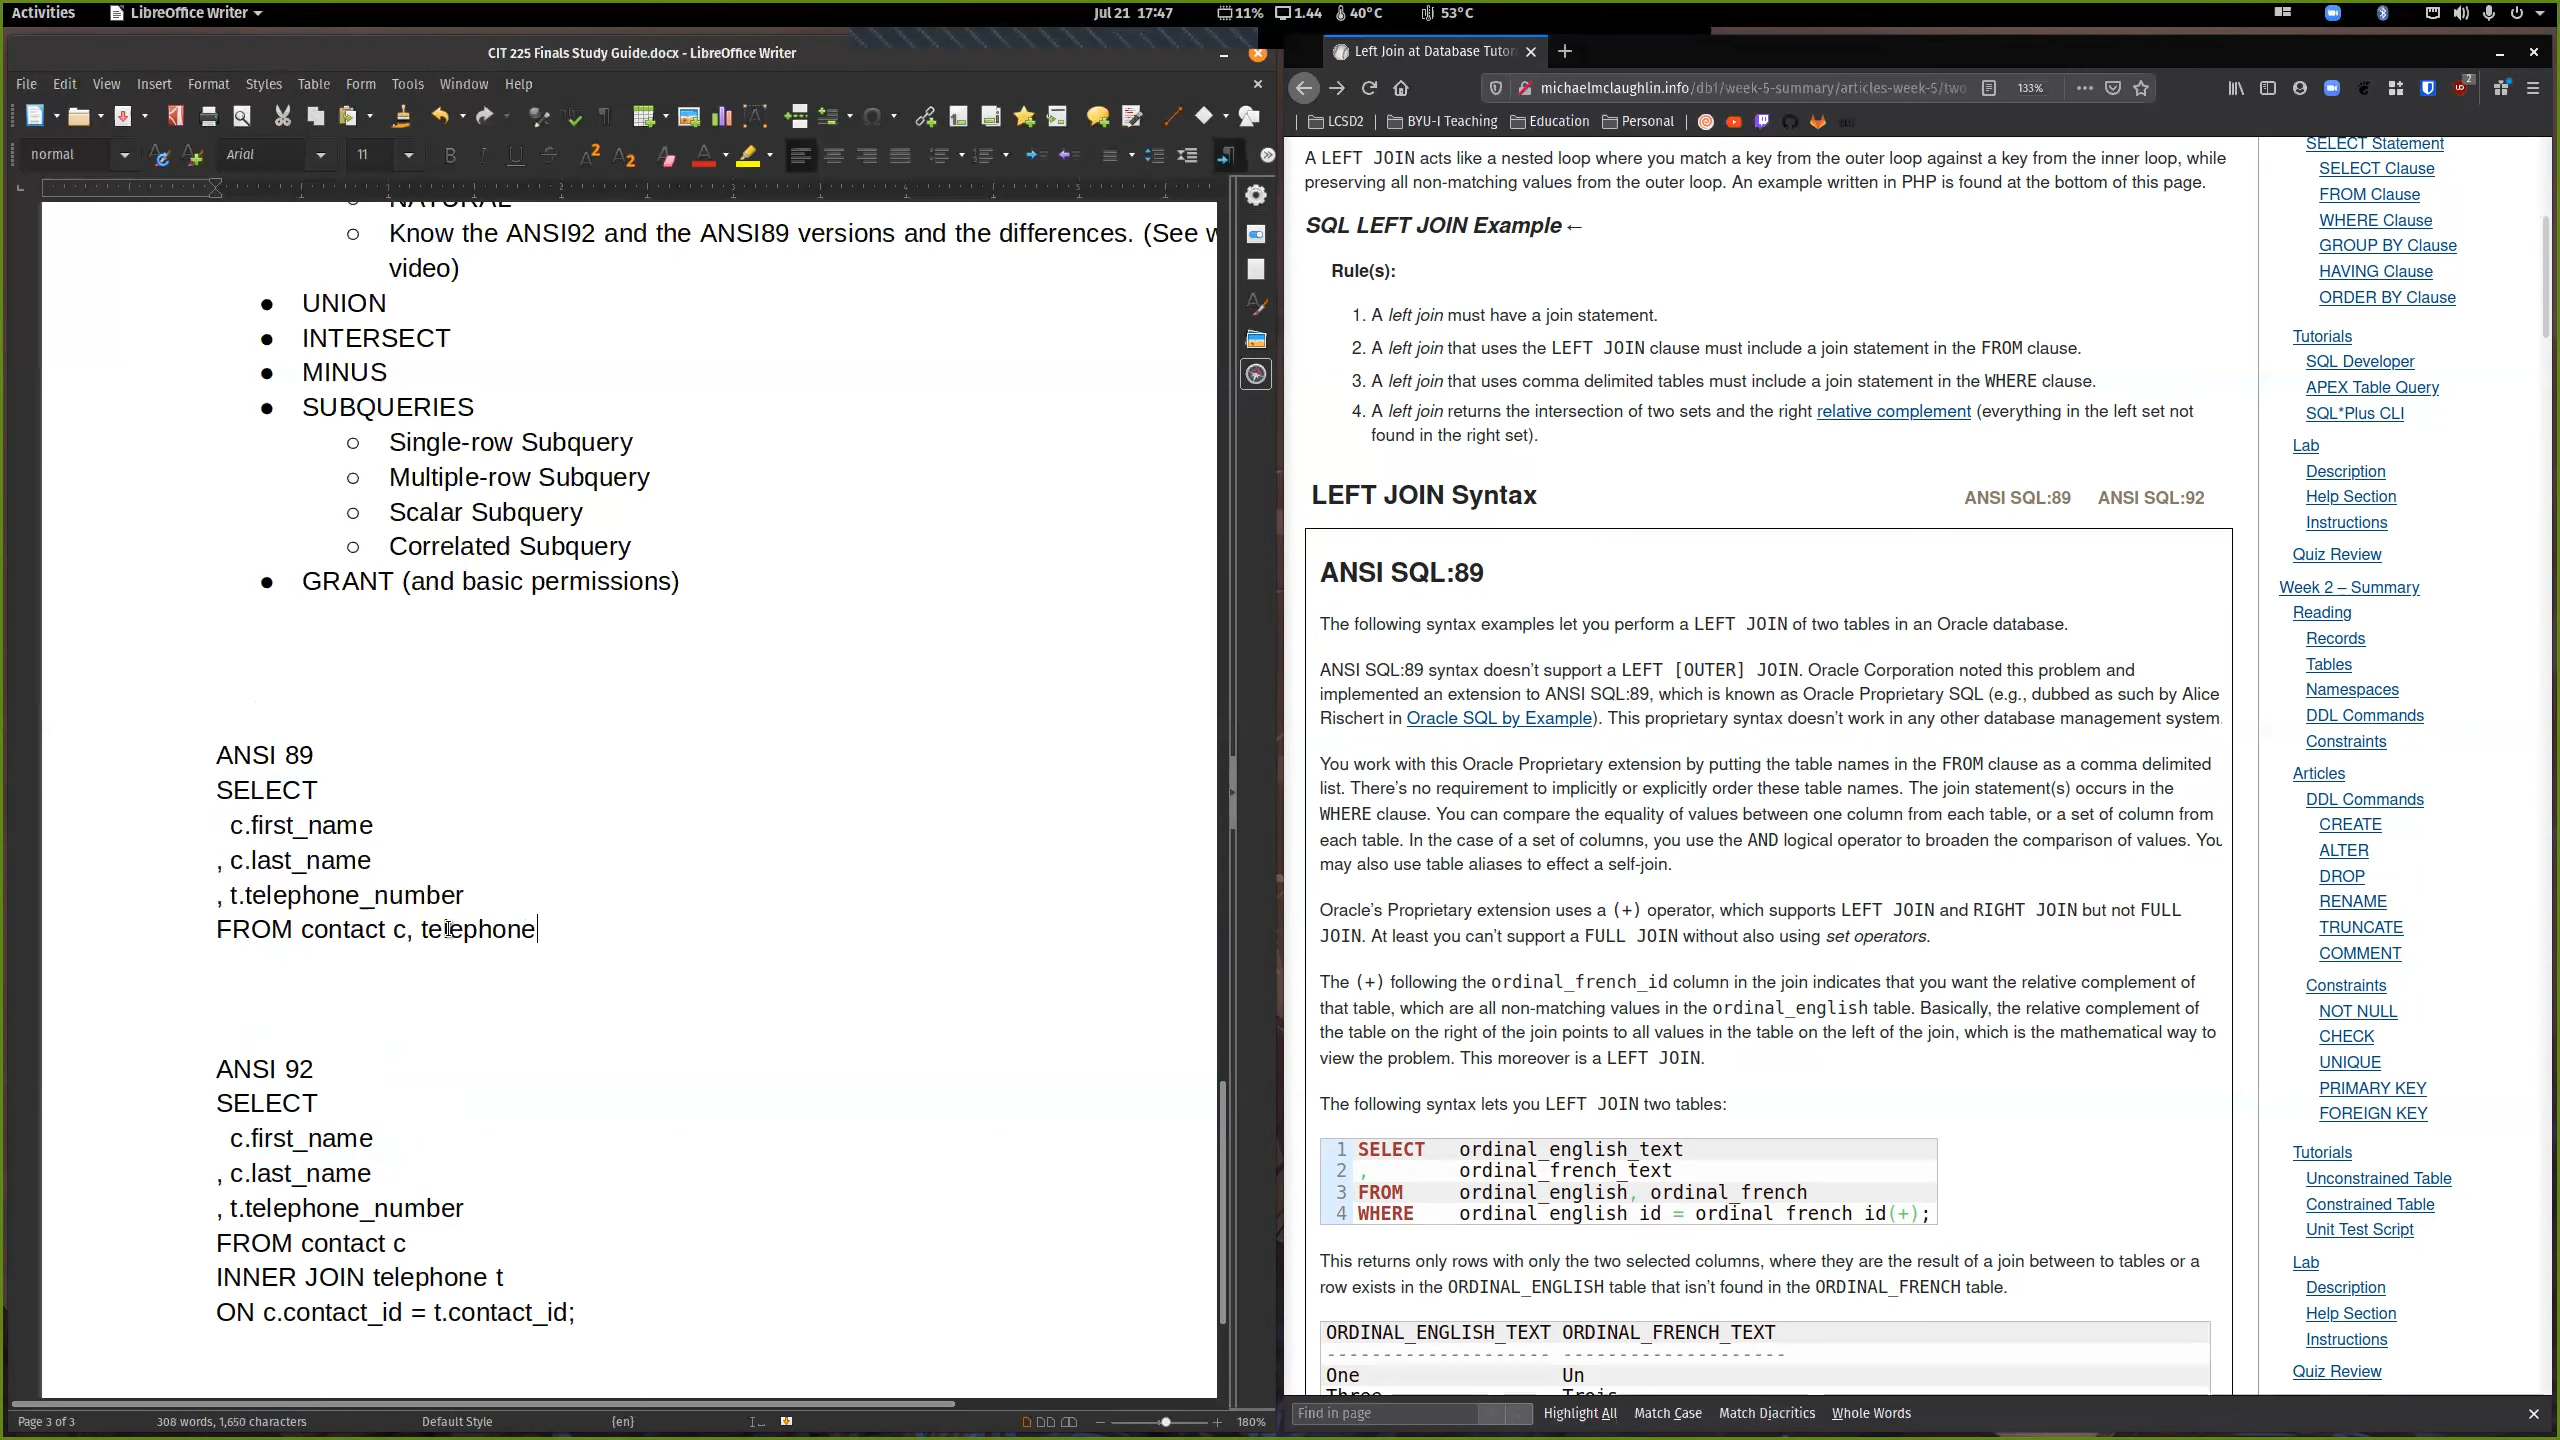 Activities
LibreOffice Writer
Jul 21 17:47
11%
1.44
40°C
53°C
CIT 225 Finals Study Guide.docx - LibreOffice Writer
File Edit View Insert Format Styles Table Form Tools Window Help
normal
Arial
11
Know the ANSI92 and the ANSI89 versions and the differences. (See
video)
● UNION
● INTERSECT
● MINUS
● SUBQUERIES
○ Single-row Subquery
○ Multiple-row Subquery
○ Scalar Subquery
○ Correlated Subquery
● GRANT (and basic permissions)
ANSI 89
SELECT
c.first_name
, c.last_name
, t.telephone_number
FROM contact c, telephone
ANSI 92
SELECT
c.first_name
, c.last_name
, t.telephone_number
FROM contact c
INNER JOIN telephone t
ON c.contact_id = t.contact_id;
Page 3 of 3
308 words, 1,650 characters
Default Style
{en}
180%
Left Join at Database Tutor
michaelmclaughlin.info/db1/week-5-summary/articles-week-5/two
133%
LCSD2
BYU-I Teaching
Education
Personal
A LEFT JOIN acts like a nested loop where you match a key from the outer loop against a key from the inner loop, while
preserving all non-matching values from the outer loop. An example written in PHP is found at the bottom of this page.
SQL LEFT JOIN Example←
Rule(s):
1. A left join must have a join statement.
2. A left join that uses the LEFT JOIN clause must include a join statement in the FROM clause.
3. A left join that uses comma delimited tables must include a join statement in the WHERE clause.
4. A left join returns the intersection of two sets and the right relative complement (everything in the left set not
found in the right set).
LEFT JOIN Syntax
ANSI SQL:89
ANSI SQL:92
ANSI SQL:89
The following syntax examples let you perform a LEFT JOIN of two tables in an Oracle database.
ANSI SQL:89 syntax doesn't support a LEFT [OUTER] JOIN. Oracle Corporation noted this problem and
implemented an extension to ANSI SQL:89, which is known as Oracle Proprietary SQL (e.g., dubbed as such by Alice
Rischert in Oracle SQL by Example). This proprietary syntax doesn't work in any other database management system.
You work with this Oracle Proprietary extension by putting the table names in the FROM clause as a comma delimited
list. There's no requirement to implicitly or explicitly order these table names. The join statement(s) occurs in the
WHERE clause. You can compare the equality of values between one column from each table, or a set of column from
each table. In the case of a set of columns, you use the AND logical operator to broaden the comparison of values. You
may also use table aliases to effect a self-join.
Oracle's Proprietary extension uses a (+) operator, which supports LEFT JOIN and RIGHT JOIN but not FULL
JOIN. At least you can't support a FULL JOIN without also using set operators.
The (+) following the ordinal_french_id column in the join indicates that you want the relative complement of
that table, which are all non-matching values in the ordinal_english table. Basically, the relative complement of
the table on the right of the join points to all values in the table on the left of the join, which is the mathematical way to
view the problem. This moreover is a LEFT JOIN.
The following syntax lets you LEFT JOIN two tables:
1 SELECT ordinal_english_text
2 , ordinal_french_text
3 FROM ordinal_english, ordinal_french
4 WHERE ordinal_english_id = ordinal_french_id(+);
This returns only rows with only the two selected columns, where they are the result of a join between to tables or a
row exists in the ORDINAL_ENGLISH table that isn't found in the ORDINAL_FRENCH table.
ORDINAL_ENGLISH_TEXT ORDINAL_FRENCH_TEXT
-------------------- -------------------
One Un
Find in page
Highlight All
Match Case
Match Diacritics
Whole Words
SELECT Statement
SELECT Clause
FROM Clause
WHERE Clause
GROUP BY Clause
HAVING Clause
ORDER BY Clause
Tutorials
SQL Developer
APEX Table Query
SQL*Plus CLI
Lab
Description
Help Section
Instructions
Quiz Review
Week 2 – Summary
Reading
Records
Tables
Namespaces
DDL Commands
Constraints
Articles
DDL Commands
CREATE
ALTER
DROP
RENAME
TRUNCATE
COMMENT
Constraints
NOT NULL
CHECK
UNIQUE
PRIMARY KEY
FOREIGN KEY
Tutorials
Unconstrained Table
Constrained Table
Unit Test Script
Lab
Description
Help Section
Instructions
Quiz Review